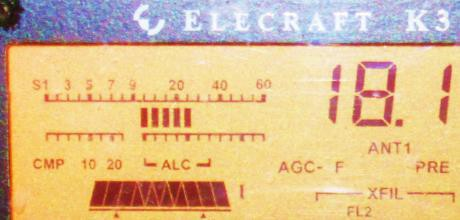 ELECRAFT K3
S1 3 5 7 9 20 40 60
18.1
CMP 10 20 ALC
ANT1
AGC- F PRE
XFIL
FL2